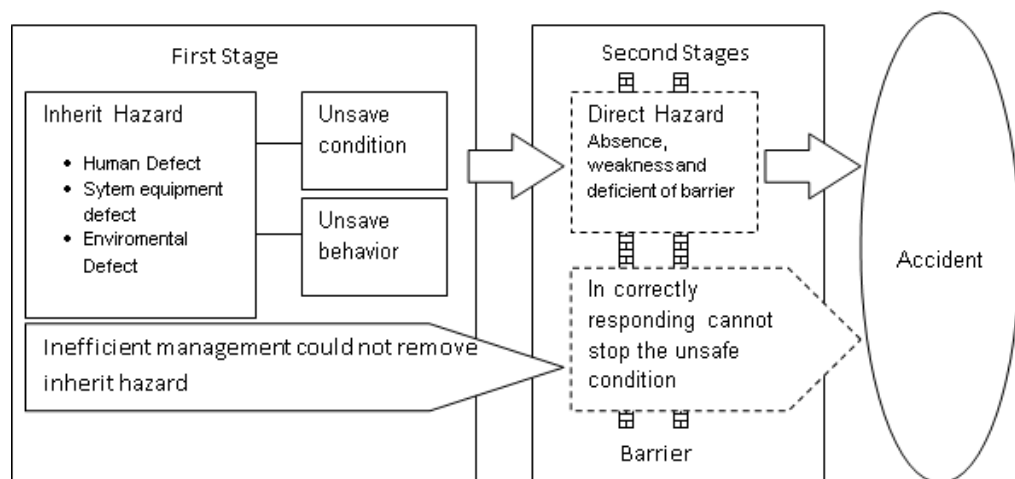 First Stage
Inherit Hazard
• Human Defect
• Sytem equipment
defect
• Enviromental
Defect
Unsave
condition
Unsave
behavior
Inefficient management could not remove
inherit hazard
Second Stages
Direct Hazard
Absence,
weakness and
deficient of barrier
In correctly
responding cannot
stop the unsafe
condition
Barrier
Accident